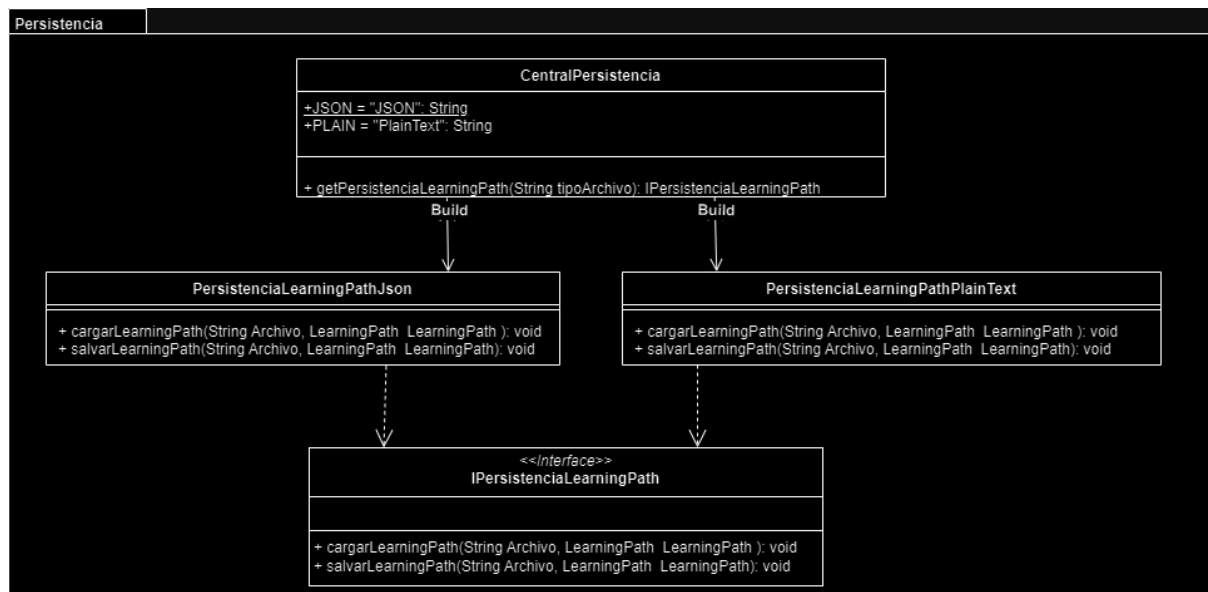 Persistencia
CentralPersistencia
+JSON = "JSON": String
+PLAIN = "PlainText": String
+ getPersistenciaLearningPath(String tipoArchivo): IPersistenciaLearningPath
Build
Build
PersistenciaLearningPathJson
+ cargarLearningPath(String Archivo, LearningPath LearningPath ): void
+ salvarLearningPath(String Archivo, LearningPath LearningPath): void
PersistenciaLearningPathPlainText
+ cargarLearningPath(String Archivo, LearningPath LearningPath ): void
+ salvarLearningPath(String Archivo, LearningPath LearningPath): void
<<Interface>>
IPersistenciaLearningPath
+ cargarLearningPath(String Archivo, LearningPath LearningPath ): void
+ salvarLearningPath(String Archivo, LearningPath LearningPath): void